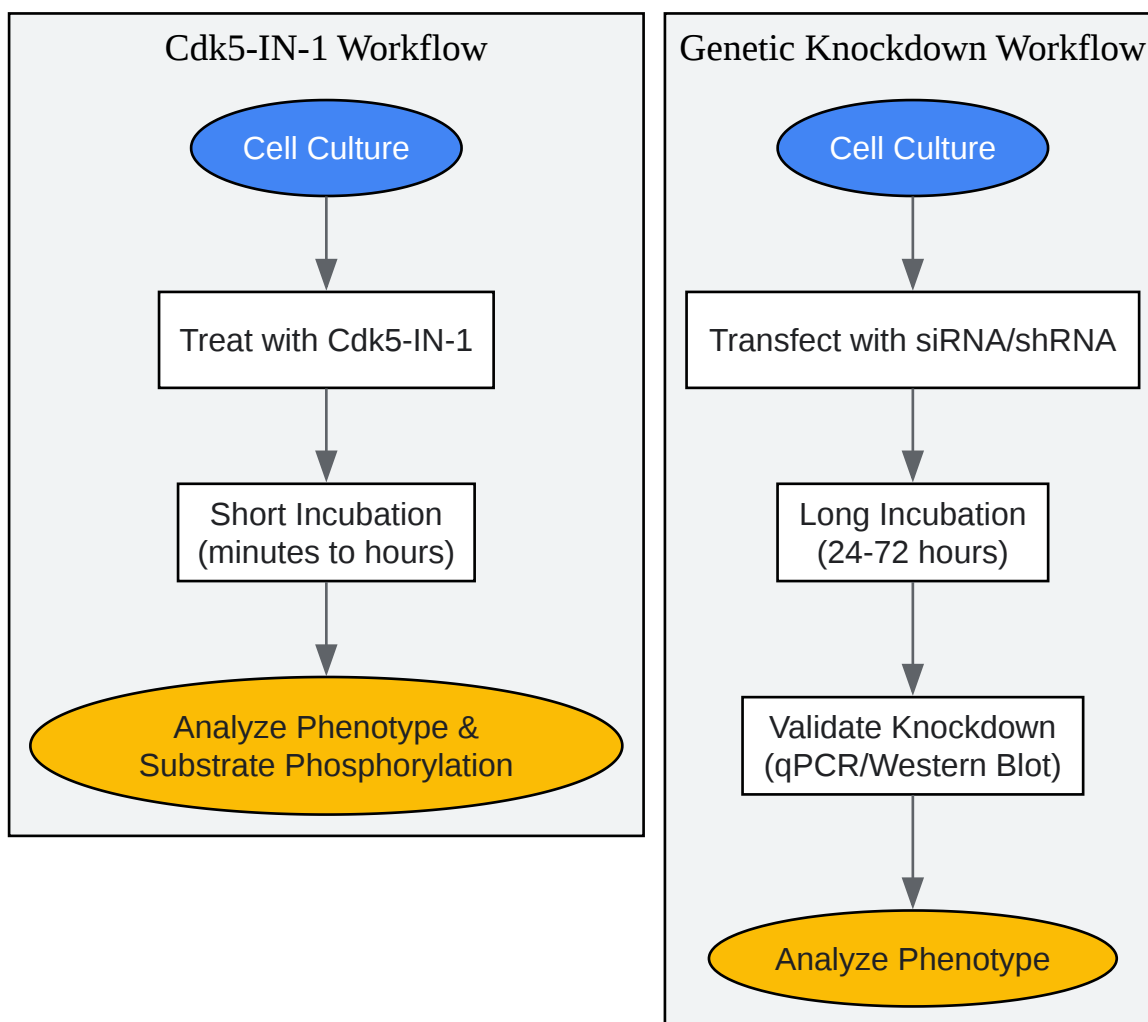 Cdk5-IN-1 Workflow
Cell Culture
Treat with Cdk5-IN-1
Short Incubation
(minutes to hours)
Analyze Phenotype &
Substrate Phosphorylation
Genetic Knockdown Workflow
Cell Culture
Transfect with siRNA/shRNA
Long Incubation
(24-72 hours)
Validate Knockdown
(qPCR/Western Blot)
Analyze Phenotype